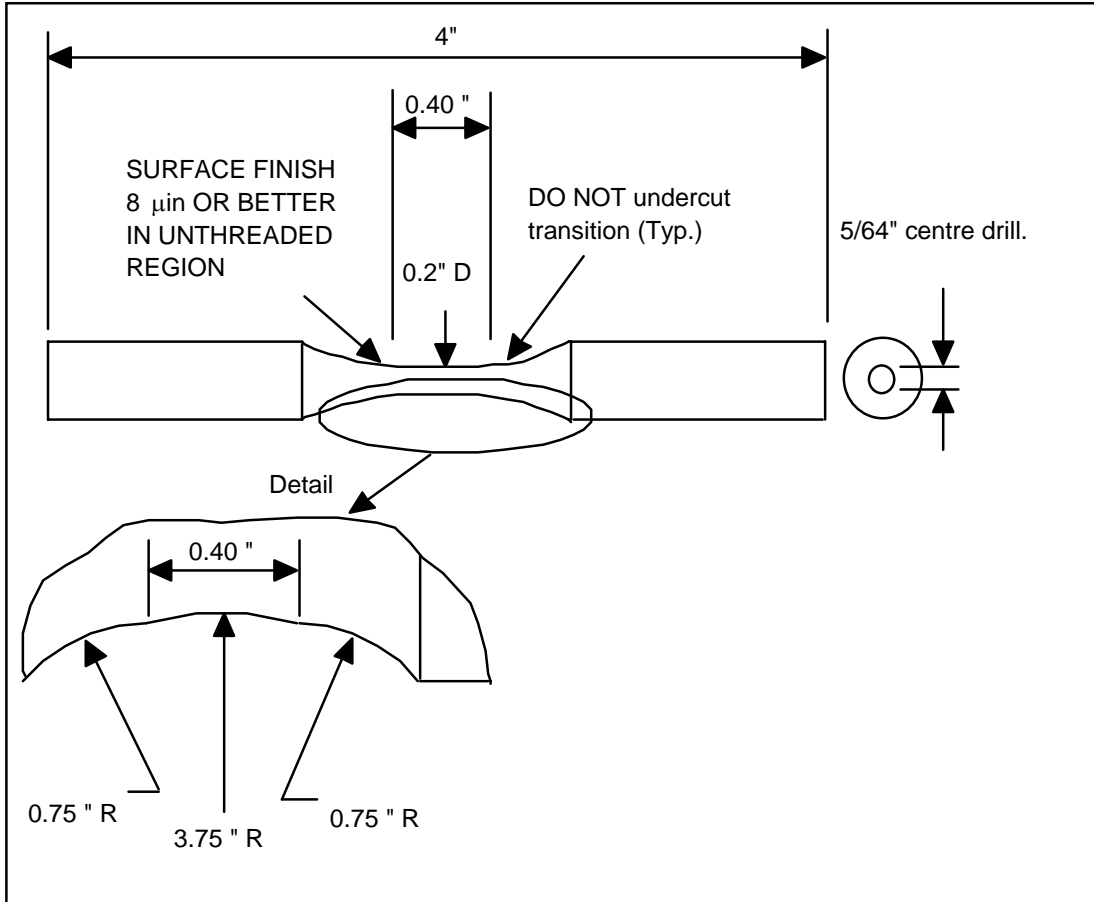 4"
0.40 "
SURFACE FINISH
8 μin OR BETTER
IN UNTHREADED
REGION
DO NOT undercut
transition (Typ.)
5/64" centre drill.
0.2" D
Detail
0.40 "
0.75 " R
3.75 " R
0.75 " R